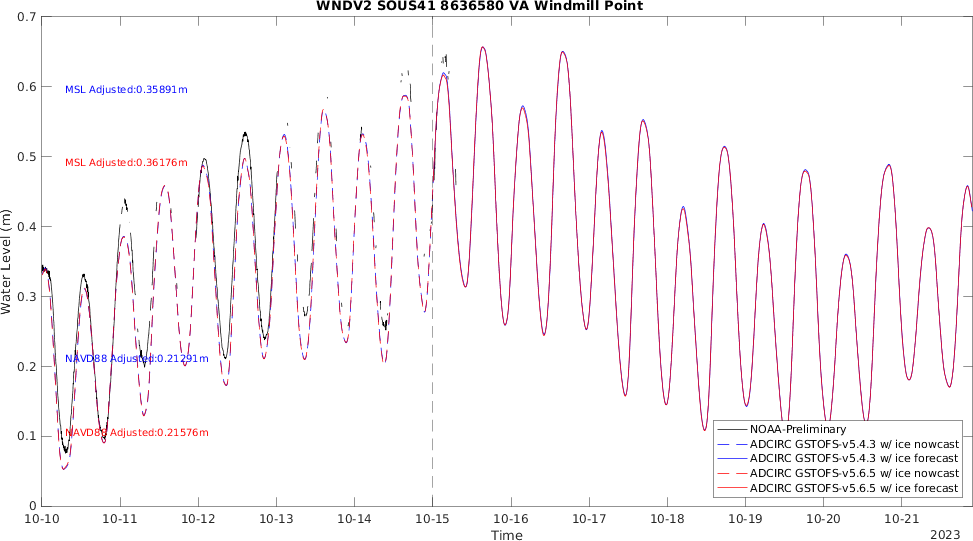 WNDV2 SOUS41 8636580 VA Windmill Point
0.7
0.6
0.5
0.4
0.3
0.2
0.1
0
Water Level (m)
MSL Adjusted:0.35891m
MSL Adjusted:0.36176m
NAVD88 Adjusted:0.21291m
NAVD88 Adjusted:0.21576m
NOAA-Preliminary
ADCIRC GSTOFS-v5.4.3 w/ ice nowcast
ADCIRC GSTOFS-v5.4.3 w/ ice forecast
ADCIRC GSTOFS-v5.6.5 w/ ice nowcast
ADCIRC GSTOFS-v5.6.5 w/ ice forecast
10-10 10-11 10-12 10-13 10-14 10-15 10-16 10-17 10-18 10-19 10-20 10-21
Time
2023